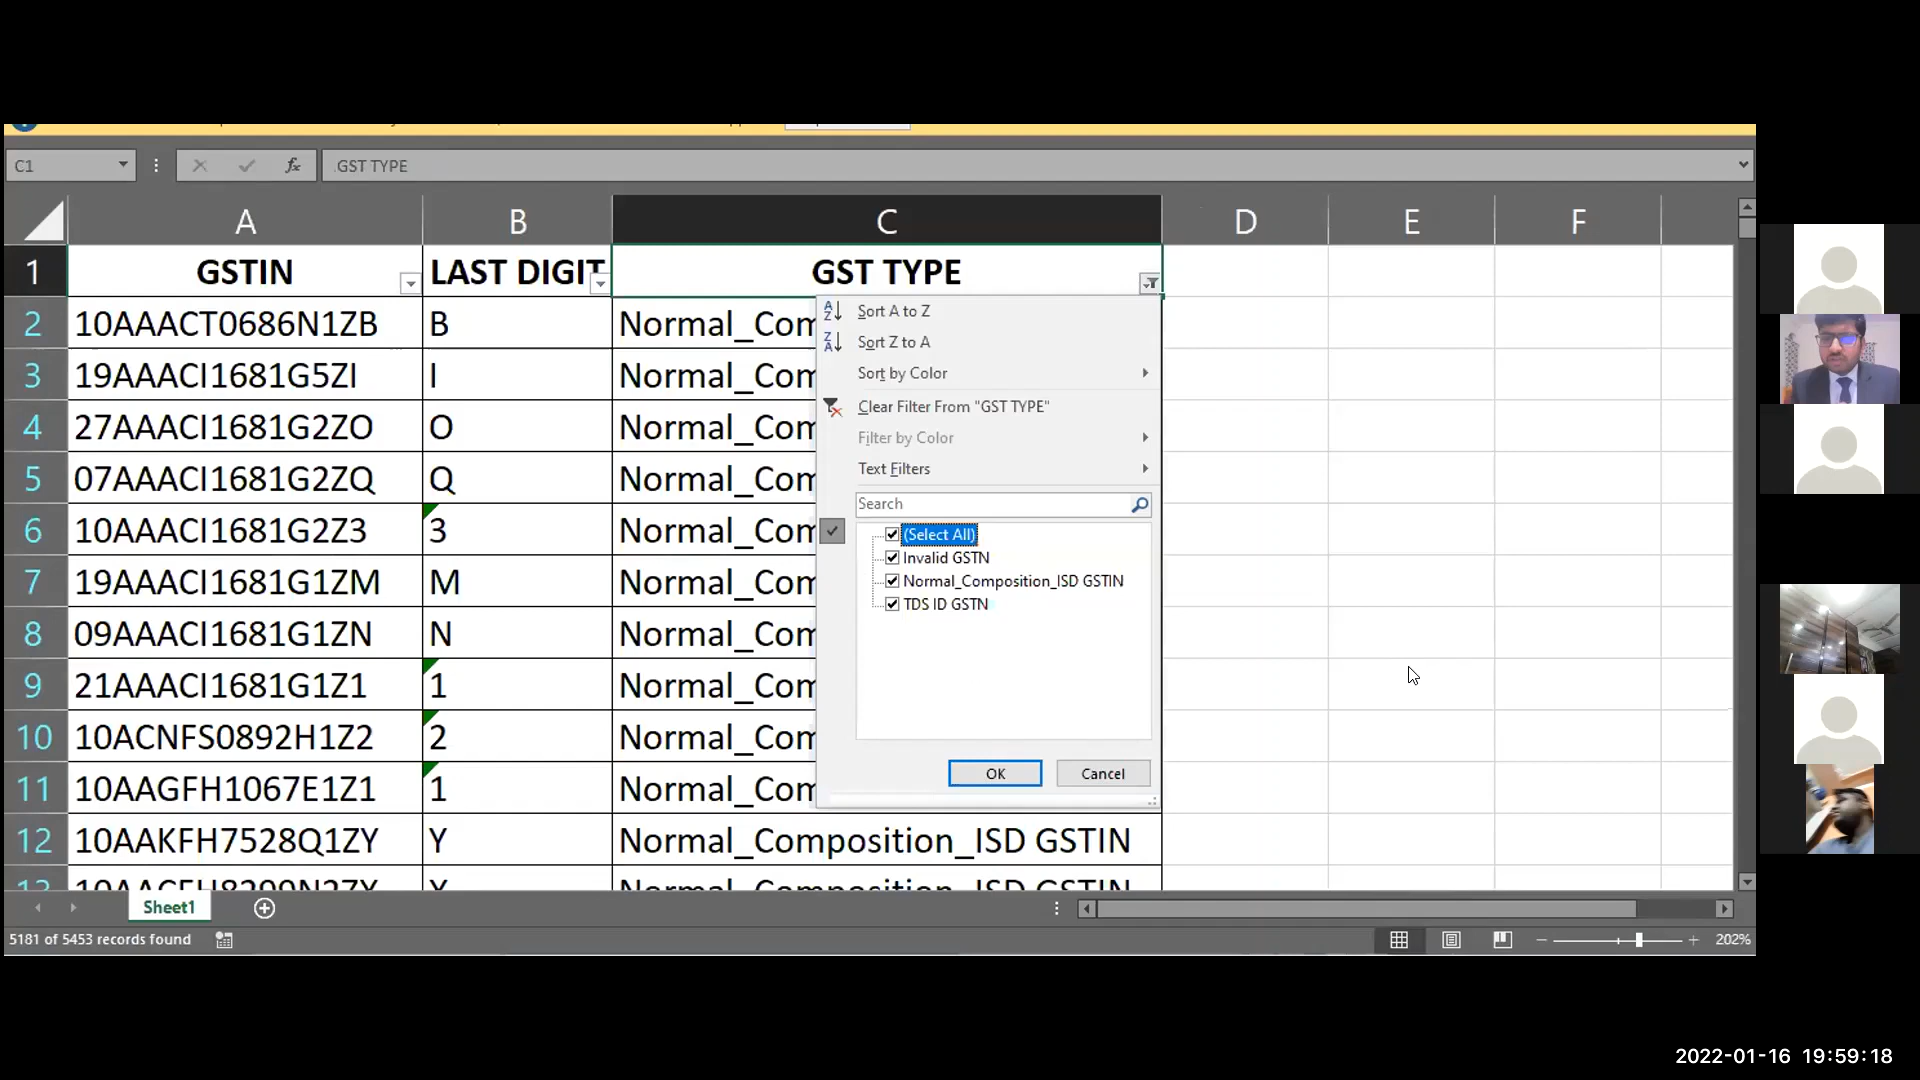 C1
fx
GST TYPE
A B C D E F
1 GSTIN LAST DIGIT GST TYPE
2 10AAACT0686N1ZB B Normal_Com
3 19AAACI1681G5ZI I Normal_Com
4 27AAACI1681G2ZO O Normal_Com
5 07AAACI1681G2ZQ Q Normal_Com
6 10AAACI1681G2Z3 3 Normal_Com
7 19AAACI1681G1ZM M Normal_Com
8 09AAACI1681G1ZN N Normal_Com
9 21AAACI1681G1Z1 1 Normal_Com
10 10ACNFS0892H1Z2 2 Normal_Com
11 10AAGFH1067E1Z1 1 Normal_Com
12 10AAKFH7528Q1ZY Y Normal_Composition_ISD GSTIN
Sort A to Z
Sort Z to A
Sort by Color
Clear Filter From "GST TYPE"
Filter by Color
Text Filters
Search
(Select All)
Invalid GSTN
Normal_Composition_ISD GSTIN
TDS ID GSTN
OK Cancel
Sheet1
5181 of 5453 records found
202%
2022-01-16 19:59:18